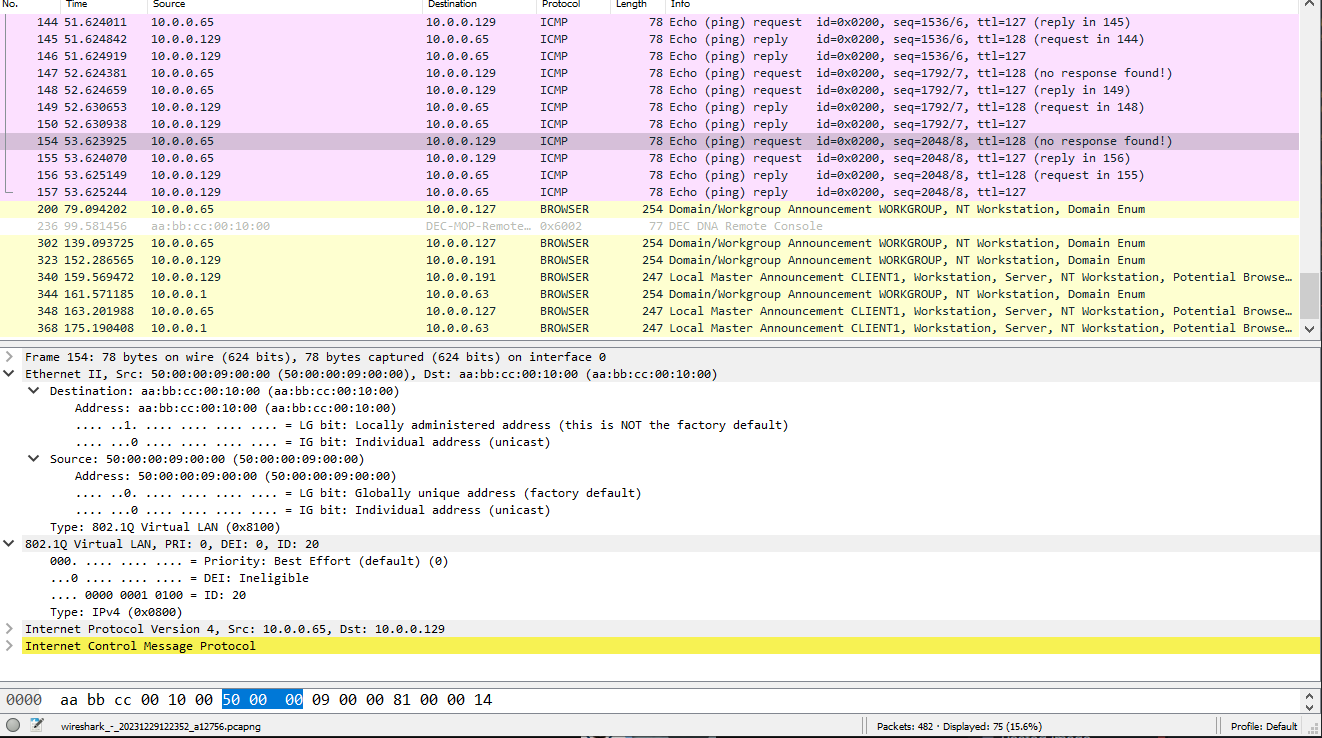 No. Time Source Destination Protocol Length Info
144 51.624011 10.0.0.65 10.0.0.129 ICMP 78 Echo (ping) request id=0x0200, seq=1536/6, ttl=127 (reply in 145)
145 51.624842 10.0.0.129 10.0.0.65 ICMP 78 Echo (ping) reply id=0x0200, seq=1536/6, ttl=128 (request in 144)
146 51.624919 10.0.0.129 10.0.0.65 ICMP 78 Echo (ping) reply id=0x0200, seq=1536/6, ttl=127
147 52.624381 10.0.0.65 10.0.0.129 ICMP 78 Echo (ping) request id=0x0200, seq=1792/7, ttl=128 (no response found!)
148 52.624659 10.0.0.65 10.0.0.129 ICMP 78 Echo (ping) request id=0x0200, seq=1792/7, ttl=127 (reply in 149)
149 52.630653 10.0.0.129 10.0.0.65 ICMP 78 Echo (ping) reply id=0x0200, seq=1792/7, ttl=128 (request in 148)
150 52.630938 10.0.0.129 10.0.0.65 ICMP 78 Echo (ping) reply id=0x0200, seq=1792/7, ttl=127
154 53.623925 10.0.0.65 10.0.0.129 ICMP 78 Echo (ping) request id=0x0200, seq=2048/8, ttl=128 (no response found!)
155 53.624070 10.0.0.65 10.0.0.129 ICMP 78 Echo (ping) request id=0x0200, seq=2048/8, ttl=127 (reply in 156)
156 53.625149 10.0.0.129 10.0.0.65 ICMP 78 Echo (ping) reply id=0x0200, seq=2048/8, ttl=128 (request in 155)
157 53.625244 10.0.0.129 10.0.0.65 ICMP 78 Echo (ping) reply id=0x0200, seq=2048/8, ttl=127
200 79.094202 10.0.0.65 10.0.0.127 BROWSER 254 Domain/Workgroup Announcement WORKGROUP, NT Workstation, Domain Enum
236 99.581456 aa:bb:cc:00:10:00 DEC-MOP-Remote… 0x6002 77 DEC DNA Remote Console
302 139.093725 10.0.0.65 10.0.0.127 BROWSER 254 Domain/Workgroup Announcement WORKGROUP, NT Workstation, Domain Enum
323 152.286565 10.0.0.129 10.0.0.191 BROWSER 254 Domain/Workgroup Announcement WORKGROUP, NT Workstation, Domain Enum
340 159.569472 10.0.0.129 10.0.0.191 BROWSER 247 Local Master Announcement CLIENT1, Workstation, Server, NT Workstation, Potential Browse…
344 161.571185 10.0.0.1 10.0.0.63 BROWSER 254 Domain/Workgroup Announcement WORKGROUP, NT Workstation, Domain Enum
348 163.201988 10.0.0.65 10.0.0.127 BROWSER 247 Local Master Announcement CLIENT1, Workstation, Server, NT Workstation, Potential Browse…
368 175.190408 10.0.0.1 10.0.0.63 BROWSER 247 Local Master Announcement CLIENT1, Workstation, Server, NT Workstation, Potential Browse…
Frame 154: 78 bytes on wire (624 bits), 78 bytes captured (624 bits) on interface 0
Ethernet II, Src: 50:00:00:09:00:00 (50:00:00:09:00:00), Dst: aa:bb:cc:00:10:00 (aa:bb:cc:00:10:00)
Destination: aa:bb:cc:00:10:00 (aa:bb:cc:00:10:00)
Address: aa:bb:cc:00:10:00 (aa:bb:cc:00:10:00)
.... ..1. .... .... .... .... = LG bit: Locally administered address (this is NOT the factory default)
.... ...0 .... .... .... .... = IG bit: Individual address (unicast)
Source: 50:00:00:09:00:00 (50:00:00:09:00:00)
Address: 50:00:00:09:00:00 (50:00:00:09:00:00)
.... ..0. .... .... .... .... = LG bit: Globally unique address (factory default)
.... ...0 .... .... .... .... = IG bit: Individual address (unicast)
Type: 802.1Q Virtual LAN (0x8100)
802.1Q Virtual LAN, PRI: 0, DEI: 0, ID: 20
000. .... .... .... = Priority: Best Effort (default) (0)
...0 .... .... .... = DEI: Ineligible
.... 0000 0001 0100 = ID: 20
Type: IPv4 (0x0800)
Internet Protocol Version 4, Src: 10.0.0.65, Dst: 10.0.0.129
Internet Control Message Protocol
0000 aa bb cc 00 10 00 50 00 00 09 00 00 81 00 00 14
wireshark_-_20231229122352_a12756.pcapng Packets: 482 · Displayed: 75 (15.6%) Profile: Default